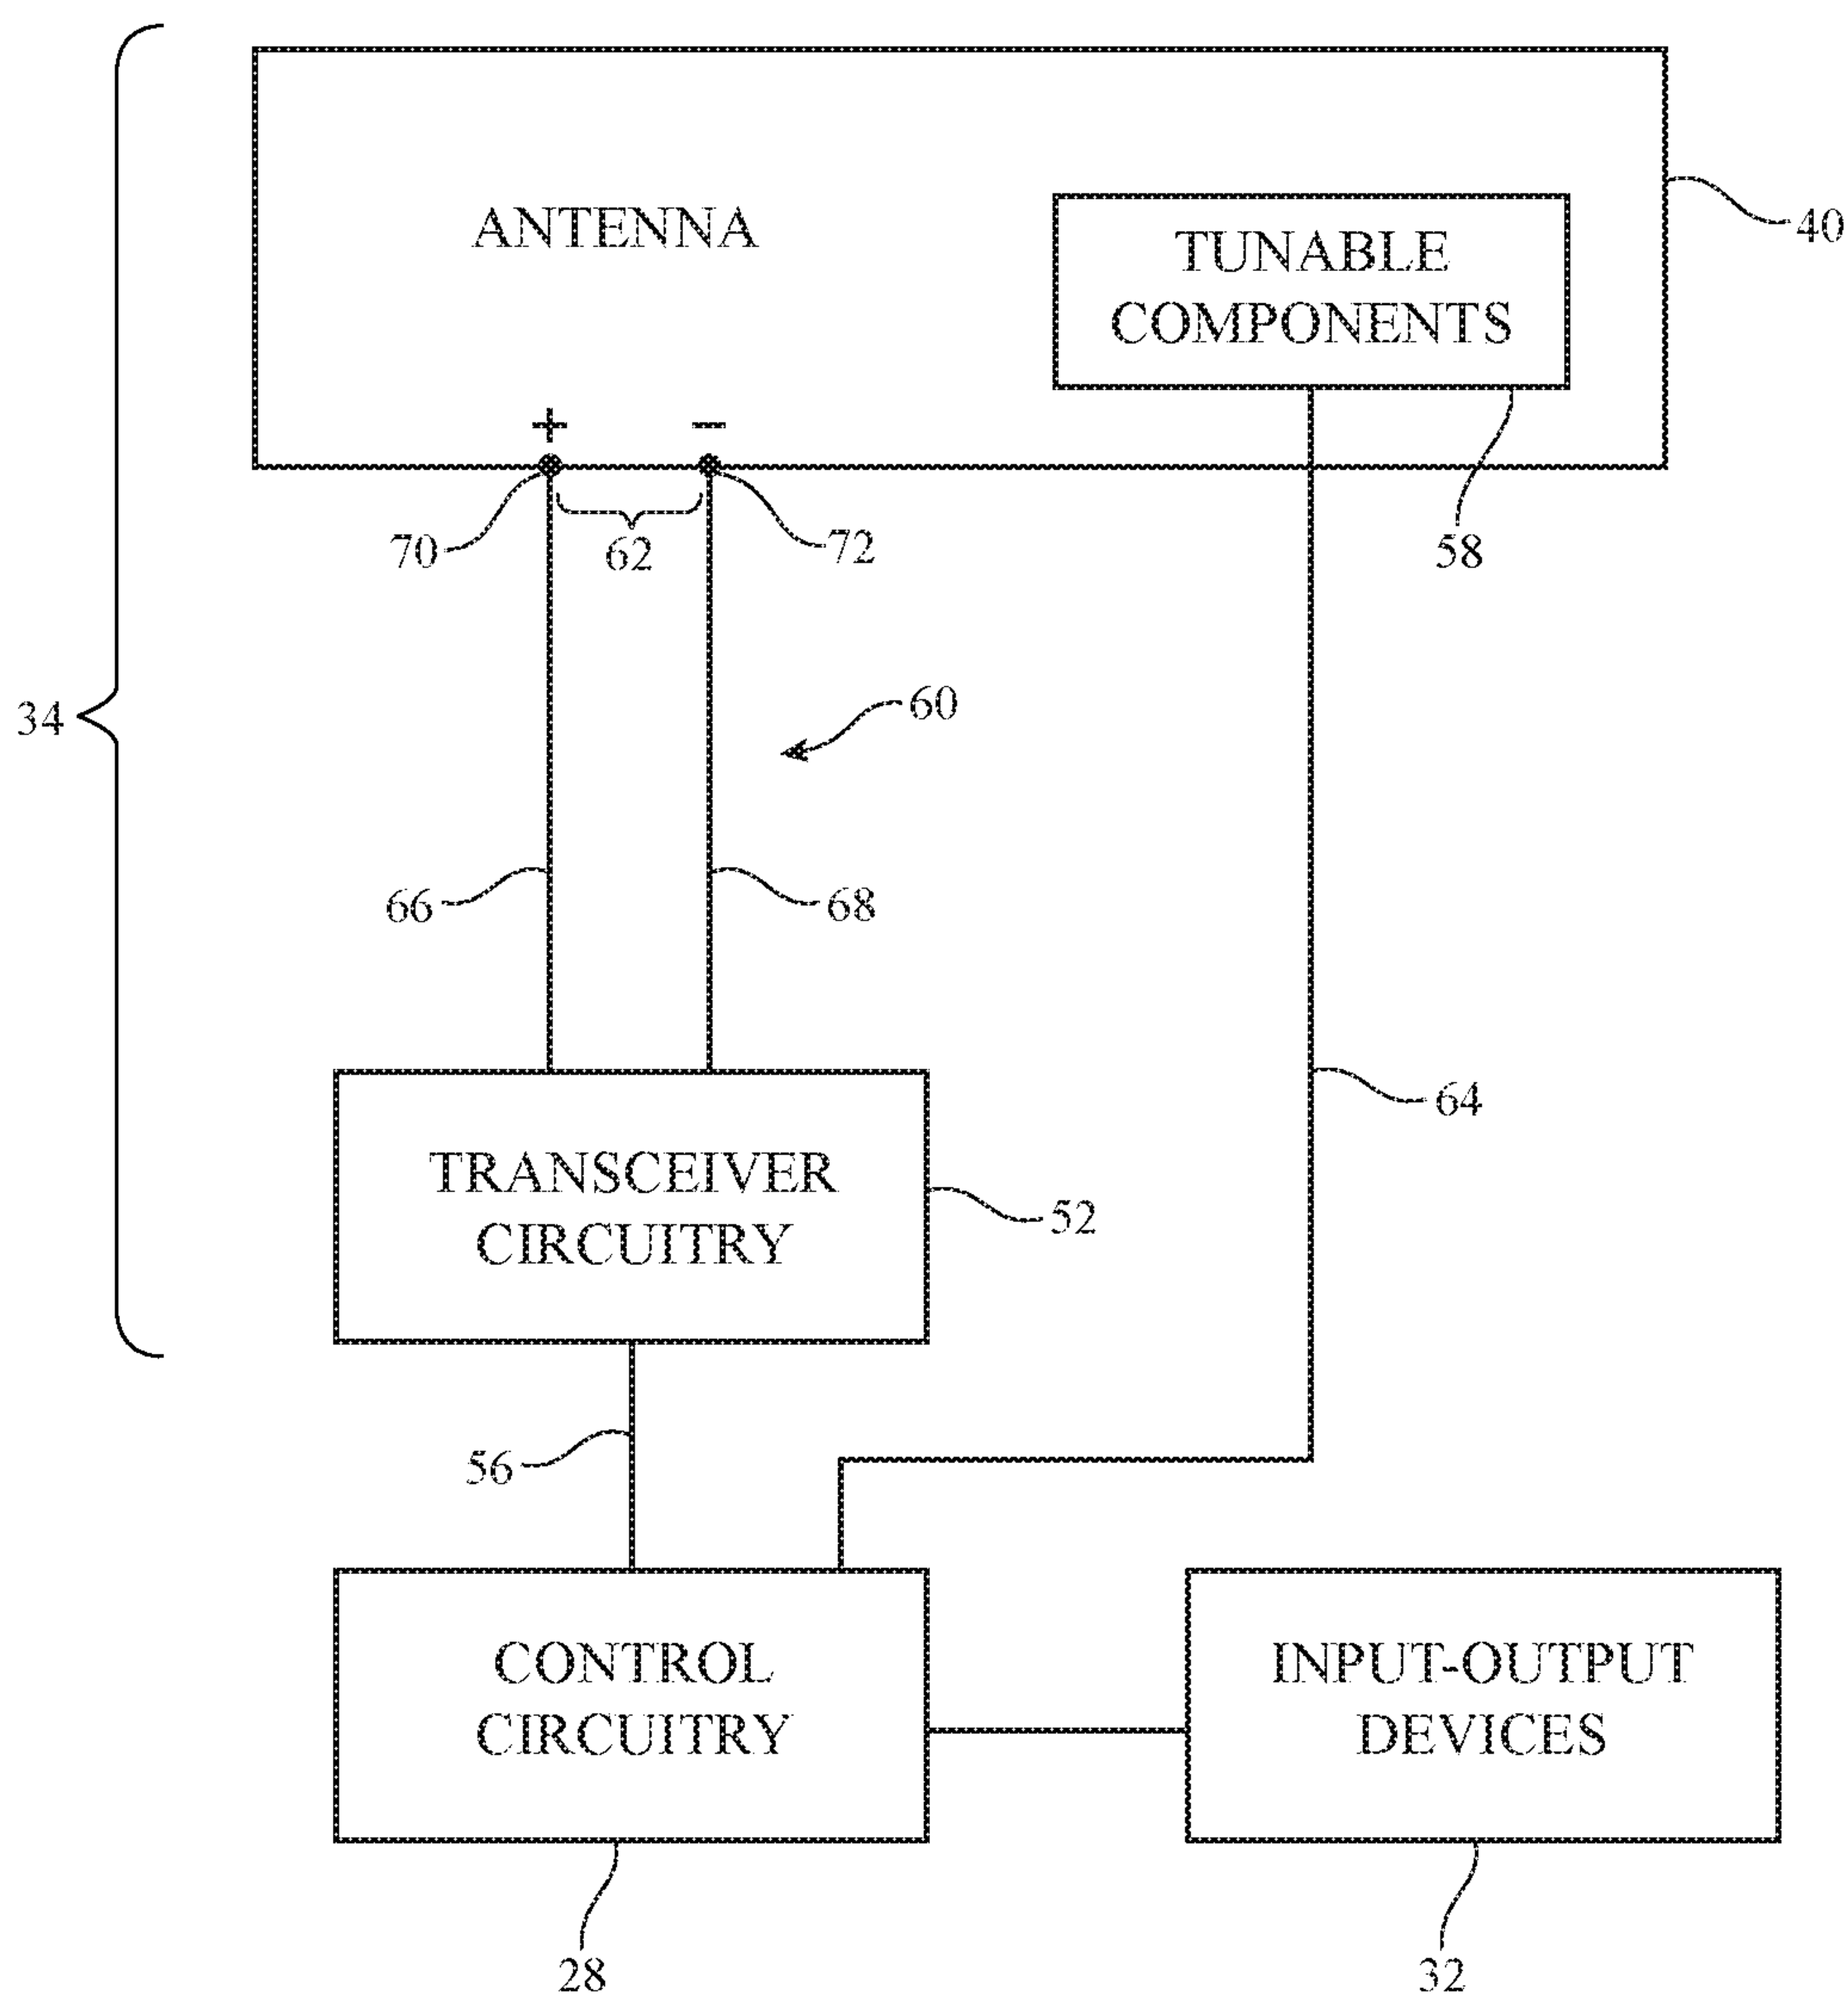 ANTENNA
40
TUNABLE
COMPONENTS
+
−
70
62
72
58
34
60
66
68
64
TRANSCEIVER
CIRCUITRY
52
56
CONTROL
CIRCUITRY
INPUT-OUTPUT
DEVICES
28
32